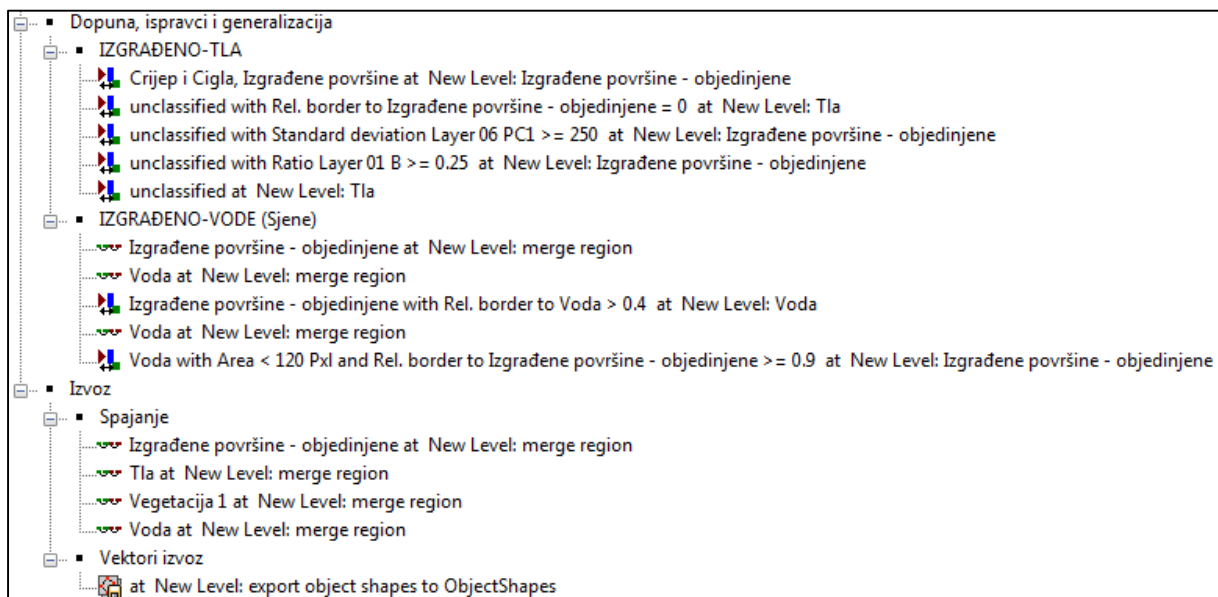 Dopuna, ispravci i generalizacija
IZGRAĐENO-TLA
Crijep i Cigla, Izgrađene površine at New Level: Izgrađene površine - objedinjene
unclassified with Rel. border to Izgrađene površine - objedinjene = 0 at New Level: Tla
unclassified with Standard deviation Layer 06 PC1 >= 250 at New Level: Izgrađene površine - objedinjene
unclassified with Ratio Layer 01 B >= 0.25 at New Level: Izgrađene površine - objedinjene
unclassified at New Level: Tla
IZGRAĐENO-VODE (Sjene)
Izgrađene površine - objedinjene at New Level: merge region
Voda at New Level: merge region
Izgrađene površine - objedinjene with Rel. border to Voda > 0.4 at New Level: Voda
Voda at New Level: merge region
Voda with Area < 120 Pxl and Rel. border to Izgrađene površine - objedinjene >= 0.9 at New Level: Izgrađene površine - objedinjene
Izvoz
Spajanje
Izgrađene površine - objedinjene at New Level: merge region
Tla at New Level: merge region
Vegetacija 1 at New Level: merge region
Voda at New Level: merge region
Vektori izvoz
at New Level: export object shapes to ObjectShapes